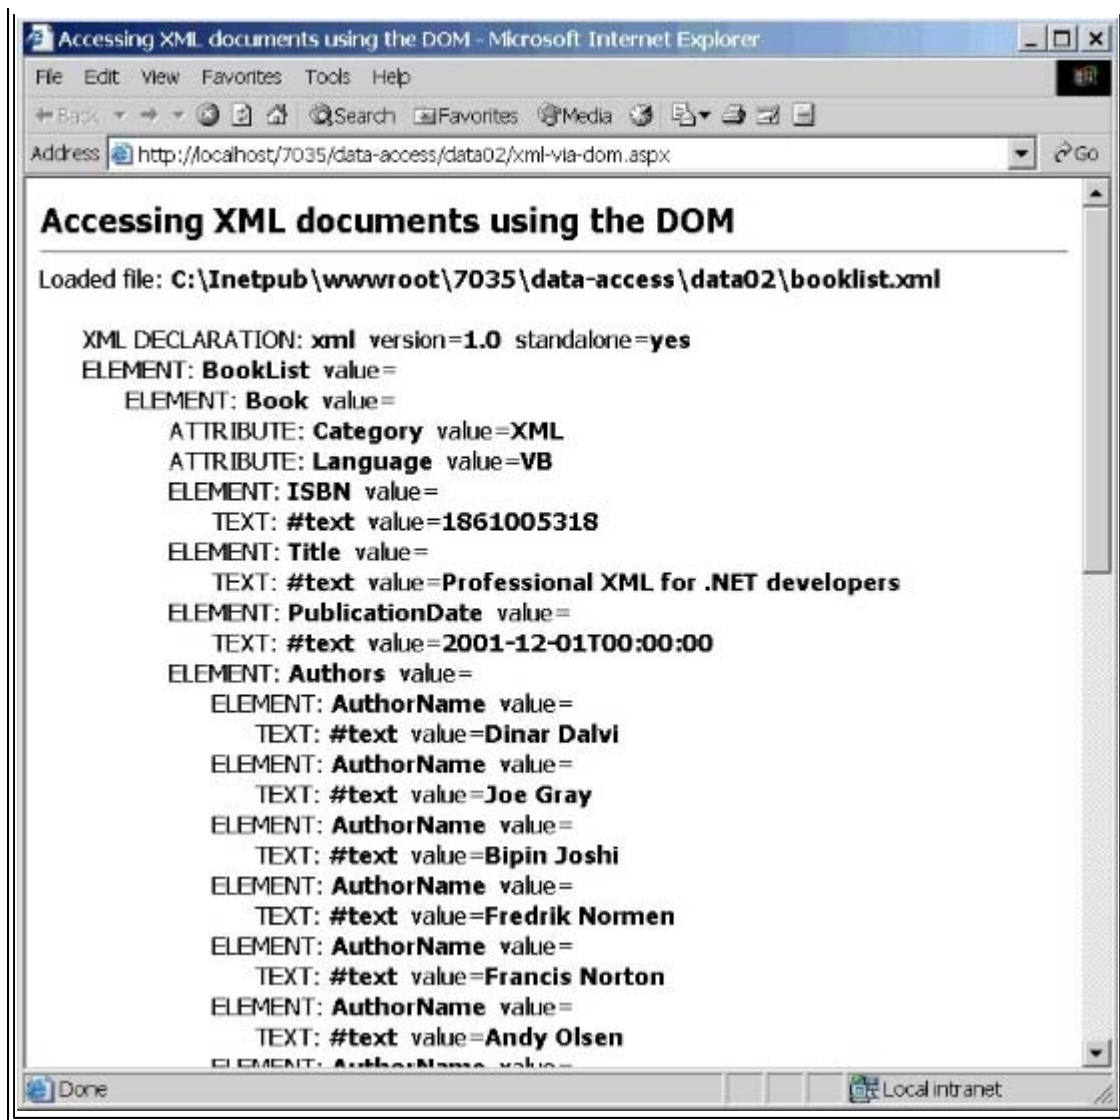 Accessing XML documents using the DOM - Microsoft Internet Explorer
File Edit View Favorites Tools Help
Back Search Favorites Media
Address http://localhost/7035/data-access/data02/xml-via-dom.aspx Go
Accessing XML documents using the DOM
Loaded file: C:\Inetpub\wwwroot\7035\data-access\data02\booklist.xml
XML DECLARATION: xml version=1.0 standalone=yes
ELEMENT: BookList value=
ELEMENT: Book value=
ATTRIBUTE: Category value=XML
ATTRIBUTE: Language value=VB
ELEMENT: ISBN value=
TEXT: #text value=1861005318
ELEMENT: Title value=
TEXT: #text value=Professional XML for .NET developers
ELEMENT: PublicationDate value=
TEXT: #text value=2001-12-01T00:00:00
ELEMENT: Authors value=
ELEMENT: AuthorName value=
TEXT: #text value=Dinar Dalvi
ELEMENT: AuthorName value=
TEXT: #text value=Joe Gray
ELEMENT: AuthorName value=
TEXT: #text value=Bipin Joshi
ELEMENT: AuthorName value=
TEXT: #text value=Fredrik Normen
ELEMENT: AuthorName value=
TEXT: #text value=Francis Norton
ELEMENT: AuthorName value=
TEXT: #text value=Andy Olsen
ELEMENT: AuthorName value=
Done Local intranet